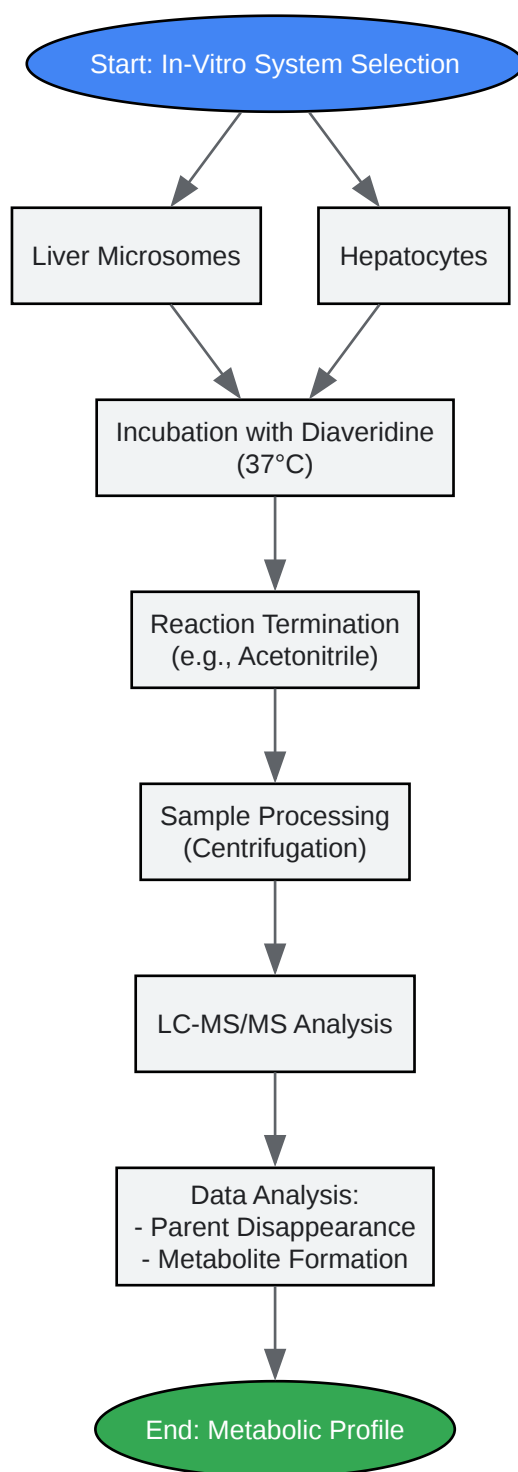 Start: In-Vitro System Selection
Liver Microsomes
Hepatocytes
Incubation with Diaveridine
(37°C)
Reaction Termination
(e.g., Acetonitrile)
Sample Processing
(Centrifugation)
LC-MS/MS Analysis
Data Analysis:
- Parent Disappearance
- Metabolite Formation
End: Metabolic Profile